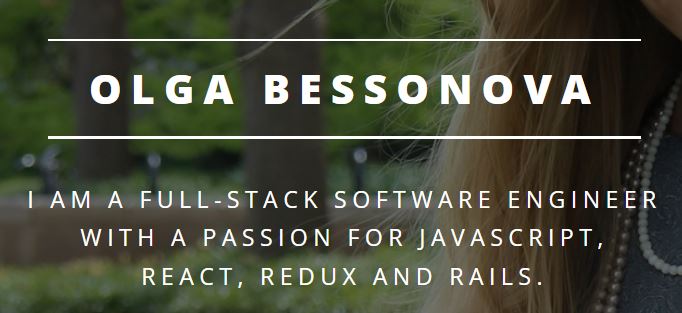 OLGA BESSONOVA
I AM A FULL-STACK SOFTWARE ENGINEER
WITH A PASSION FOR JAVASCRIPT,
REACT, REDUX AND RAILS.